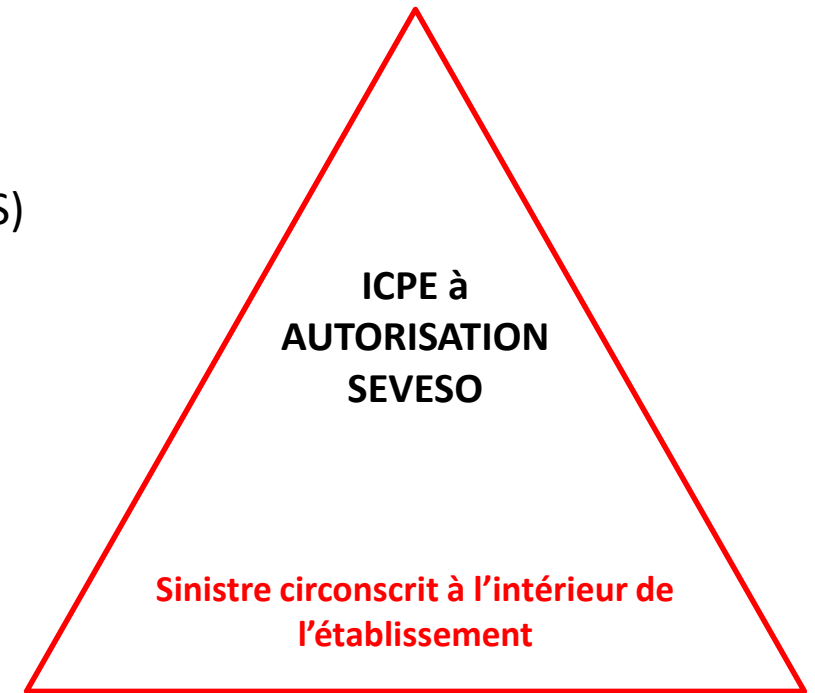 S)
ICPE à
AUTORISATION
SEVESO
Sinistre circonscrit à l’intérieur de
l’établissement